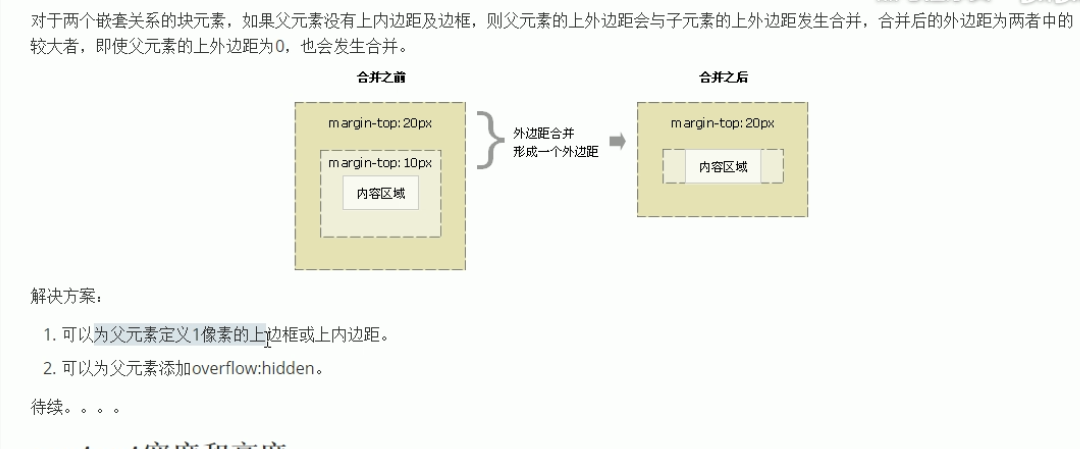 对于两个嵌套关系的块元素，如果父元素没有上内边距及边框，则父元素的上外边距会与子元素的上外边距发生合并，合并后的外边距为两者中的
较大者，即使父元素的上外边距为0，也会发生合并。
合并之前
合并之后
margin-top: 20px
margin-top: 10px
内容区域
外边距合并
形成一个外边距
margin-top: 20px
内容区域
解决方案：
1. 可以为父元素定义1像素的上边框或上内边距。
2. 可以为父元素添加overflow:hidden。
待续。。。。